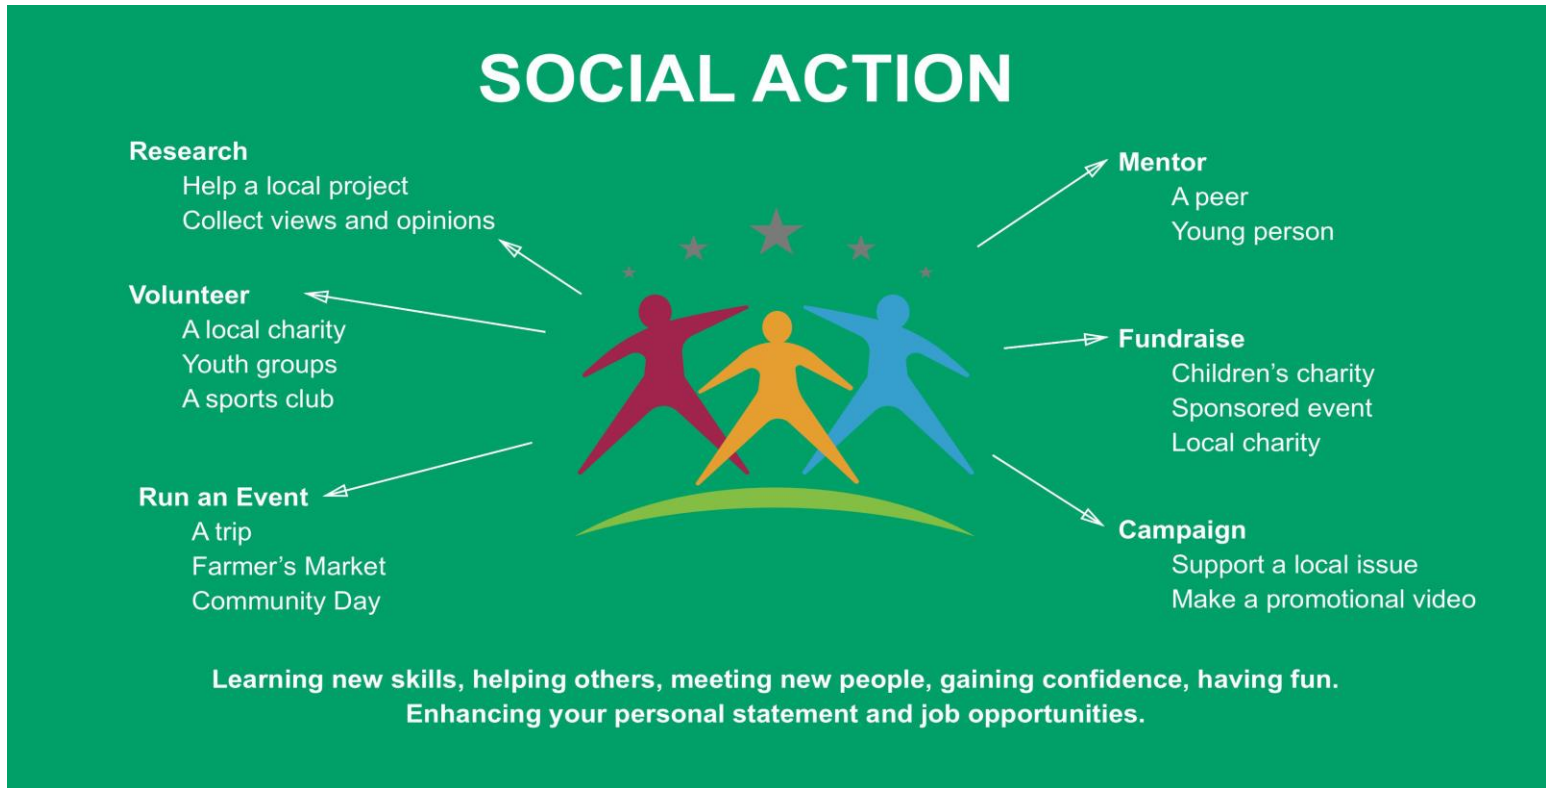 SOCIAL ACTION
Research
Help a local project
Collect views and opinions
Volunteer
A local charity
Youth groups
A sports club
Run an Event
A trip
Farmer’s Market
Community Day
Mentor
A peer
Young person
Fundraise
Children’s charity
Sponsored event
Local charity
Campaign
Support a local issue
Make a promotional video
Learning new skills, helping others, meeting new people, gaining confidence, having fun.
Enhancing your personal statement and job opportunities.